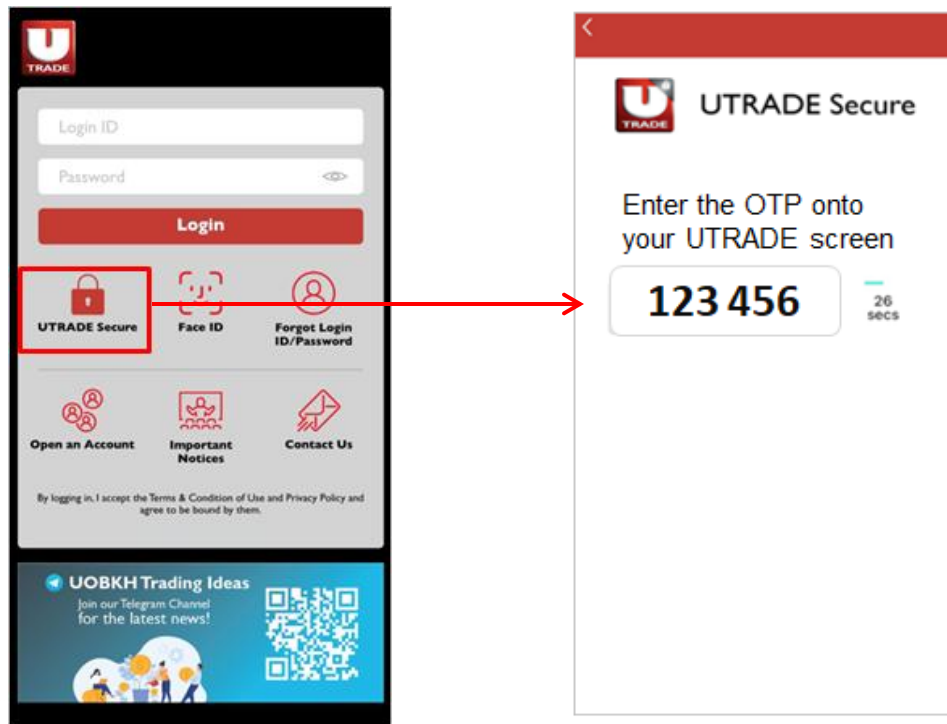 U
TRADE
Login ID
Password
Login
UTRADE Secure
Face ID
Forgot Login
ID/Password
Open an Account
Important
Notices
Contact Us
By logging in, I accept the Terms & Condition of Use and Privacy Policy and
agree to be bound by them.
UOBKH Trading Ideas
Join our Telegram Channel
for the latest news!
U
TRADE
UTRADE Secure
Enter the OTP onto
your UTRADE screen
123 456
26
secs